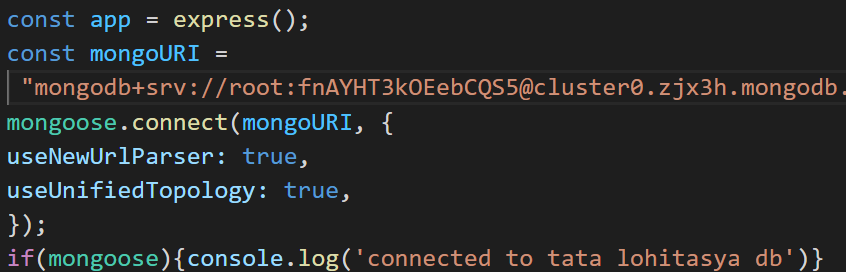 const app = express();
const mongoURI =
"mongodb+srv://root:fnAYHT3kOEebCQS5@cluster0.zjx3h.mongodb.
mongoose.connect(mongoURI, {
useNewUrlParser: true,
useUnifiedTopology: true,
});
if(mongoose){console.log('connected to tata lohitasya db')}